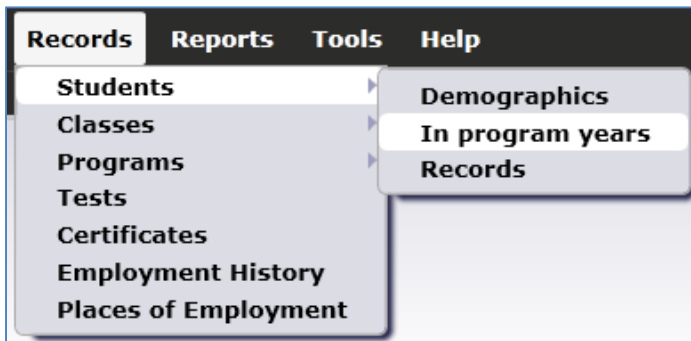 Records Reports Tools Help
Students
Classes
Programs
Tests
Certificates
Employment History
Places of Employment
Demographics
In program years
Records